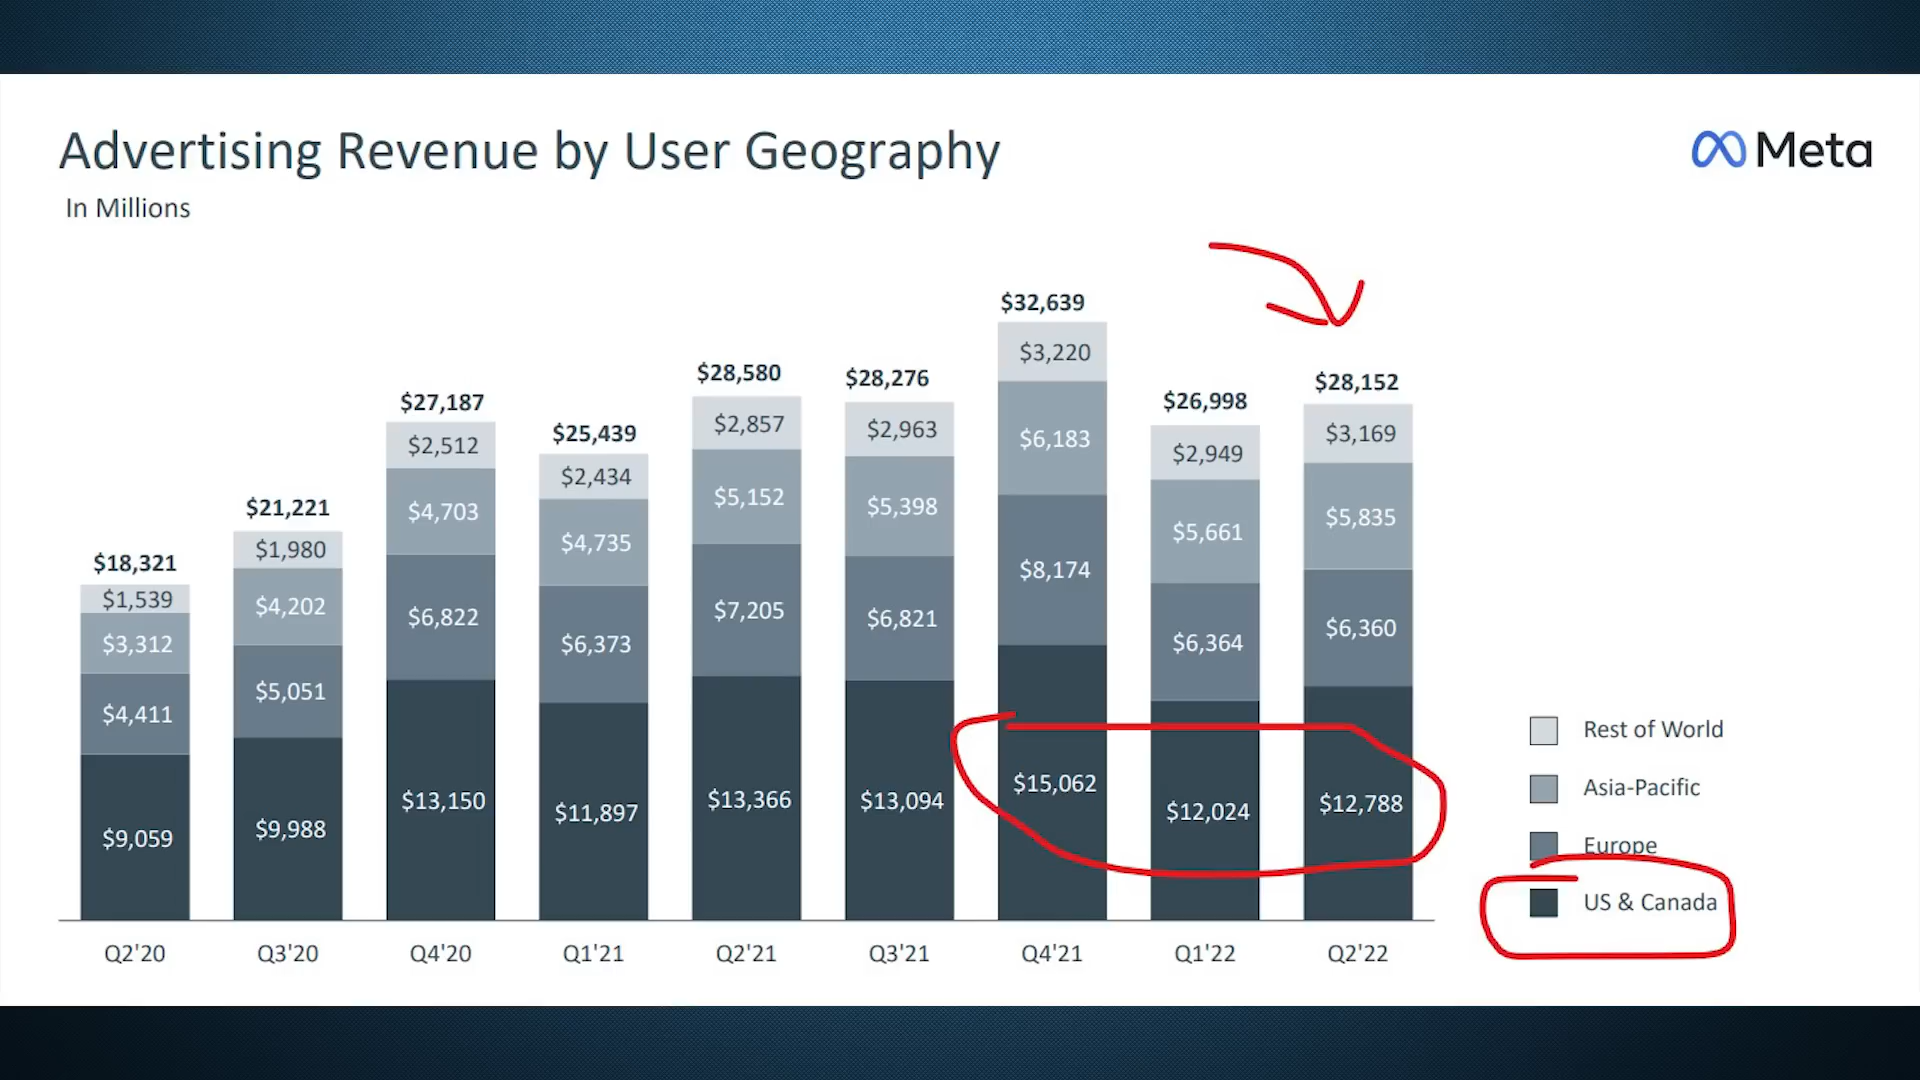 Advertising Revenue by User Geography
In Millions
Meta
$18,321
$1,539
$3,312
$4,411
$9,059
Q2'20
$21,221
$1,980
$4,202
$5,051
$9,988
Q3'20
$27,187
$2,512
$4,703
$6,822
$13,150
Q4'20
$25,439
$2,434
$4,735
$6,373
$11,897
Q1'21
$28,580
$2,857
$5,152
$7,205
$13,366
Q2'21
$28,276
$2,963
$5,398
$6,821
$13,094
Q3'21
$32,639
$3,220
$6,183
$8,174
$15,062
Q4'21
$26,998
$2,949
$5,661
$6,364
$12,024
Q1'22
$28,152
$3,169
$5,835
$6,360
$12,788
Q2'22
Rest of World
Asia-Pacific
Europe
US & Canada